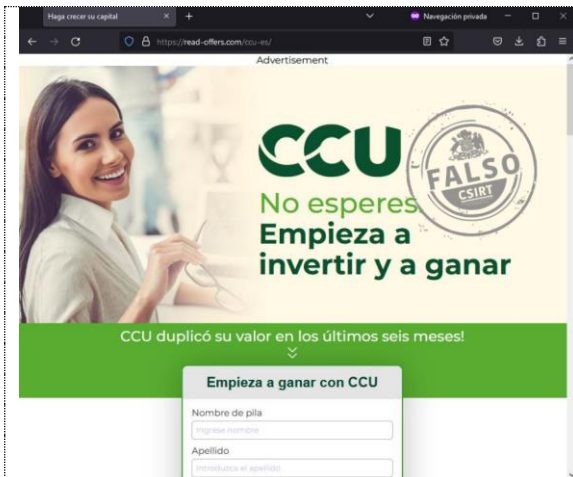 Haga crecer su capital
Navegación privada
https://read-offers.com/ccu-es/
Advertisement
CCU
FALSO
CSIRT
No esperes
Empieza a
invertir y a ganar
CCU duplicó su valor en los últimos seis meses!
Empieza a ganar con CCU
Nombre de pila
Ingrese nombre
Apellido
Introduzca el apellido